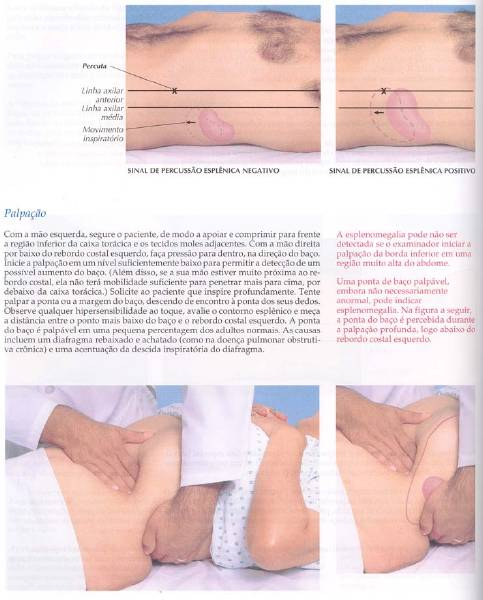 Percuta
Linha axilar
anterior
Linha axilar
média
Movimento
inspiratório
SINAL DE PERCUSSÃO ESPLÊNICA NEGATIVO
SINAL DE PERCUSSÃO ESPLÊNICA POSITIVO
Palpação
Com a mão esquerda, segure o paciente, de modo a apoiar e comprimir para frente
a região inferior da caixa torácica e os tecidos moles adjacentes. Com a mão direita
por baixo do rebordo costal esquerdo, faça pressão para dentro, na direção do baço.
Inicie a palpação em um nível suficientemente baixo para permitir a detecção de um
possível aumento do baço. (Além disso, se a sua mão estiver muito próxima ao re-
bordo costal, ela não terá mobilidade suficiente para penetrar mais para cima, por
debaixo da caixa torácica.) Solicite ao paciente que inspire profundamente. Tente
palpar a ponta ou a margem do baço, descendo de encontro à ponta dos seus dedos.
Observe qualquer hipersensibilidade ao toque, avalie o contorno esplênico e meça
a distância entre o ponto mais baixo do baço e o rebordo costal esquerdo. A ponta
do baço é palpável em uma pequena percentagem dos adultos normais. As causas
incluem um diafragma rebaixado e achatado (como na doença pulmonar obstruti-
va crônica) e uma acentuação da descida inspiratória do diafragma.
A esplenomegalia pode não ser
detectada se o examinador iniciar a
palpação da borda inferior em uma
região muito alta do abdome.
Uma ponta de baço palpável,
embora não necessariamente
anormal, pode indicar
esplenomegalia. Na figura a seguir,
a ponta do baço é percebida durante
a palpação profunda, logo abaixo do
rebordo costal esquerdo.